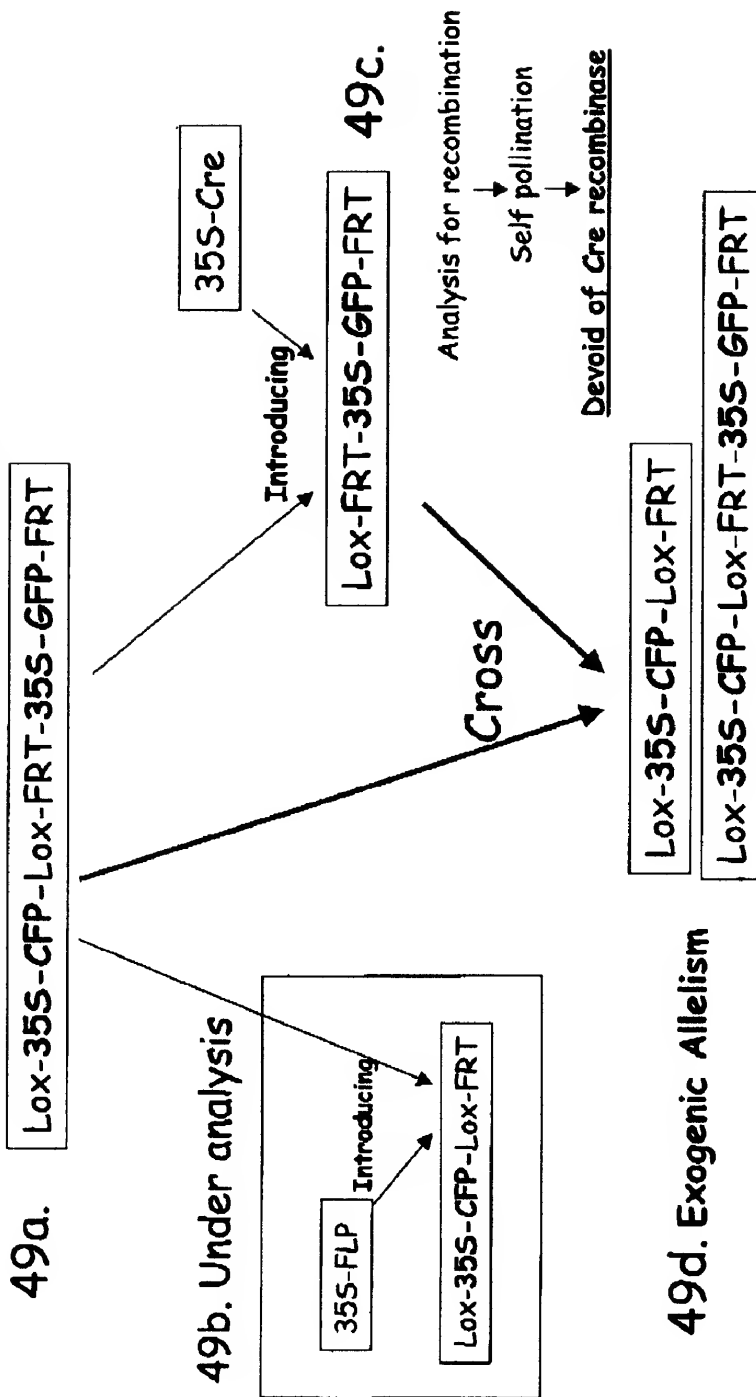 49a.
Lox-35S-CFP-Lox-FRT-35S-GFP-FRT
49b. Under analysis
35S-FLP
Introducing
Lox-35S-CFP-Lox-FRT
35S-Cre
Introducing
Lox-FRT-35S-GFP-FRT
49c.
Analysis for recombination
Self pollination
Devoid of Cre recombinase
Cross
49d. Exogenic Allelism
Lox-35S-CFP-Lox-FRT
Lox-35S-CFP-Lox-FRT-35S-GFP-FRT